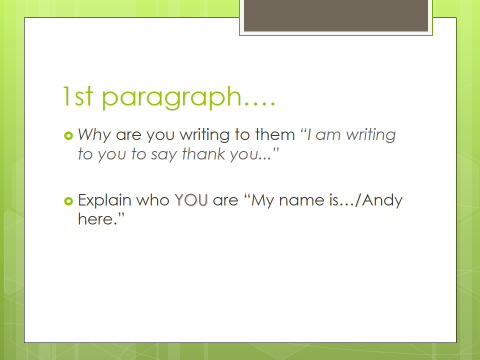 1st paragraph….
Why are you writing to them “I am writing
to you to say thank you...”
Explain who YOU are “My name is…/Andy
here.”